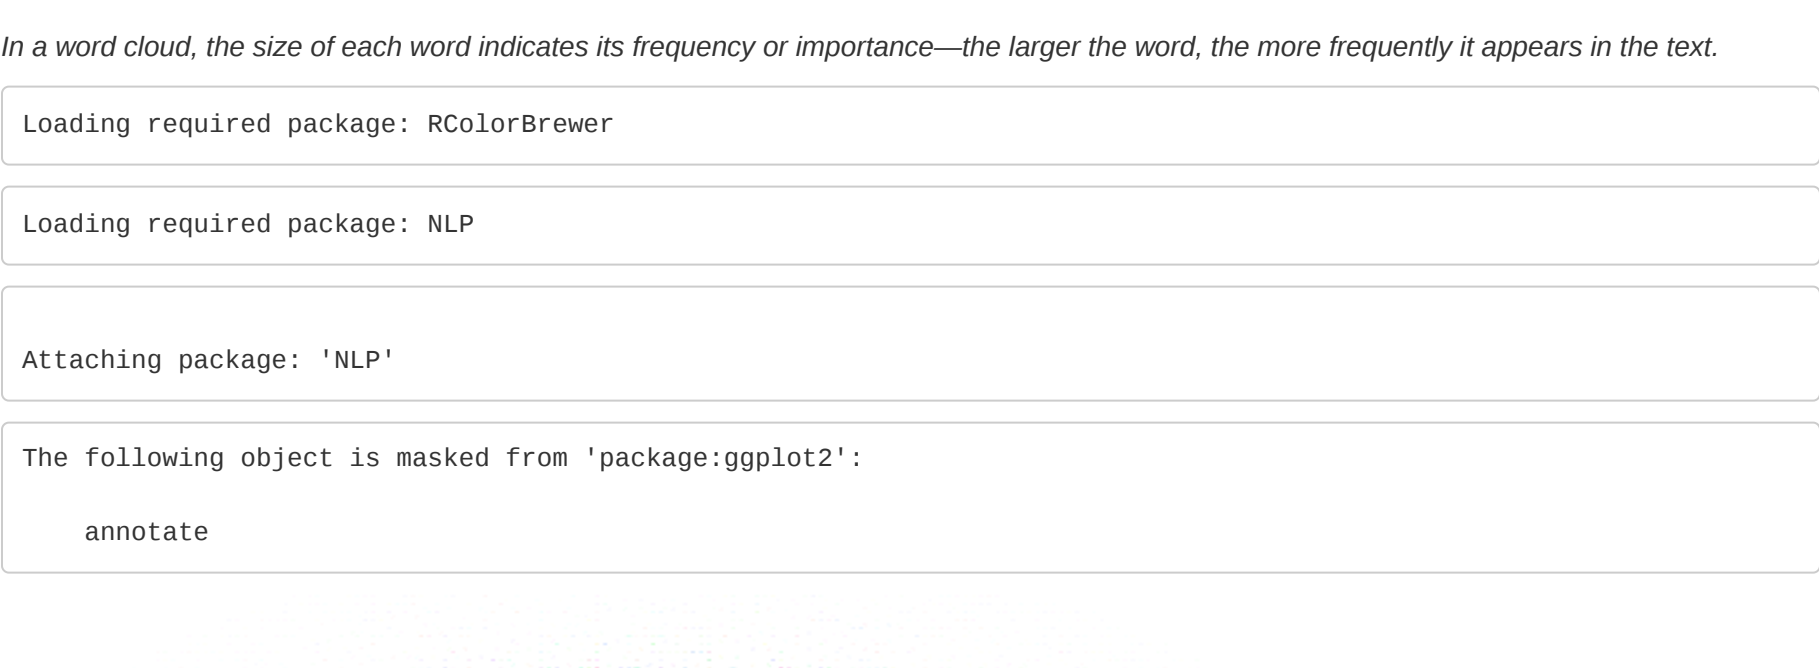 In a word cloud, the size of each word indicates its frequency or importance—the larger the word, the more frequently it appears in the text.
Loading required package: RColorBrewer
Loading required package: NLP
Attaching package: 'NLP'
The following object is masked from 'package:ggplot2':
annotate